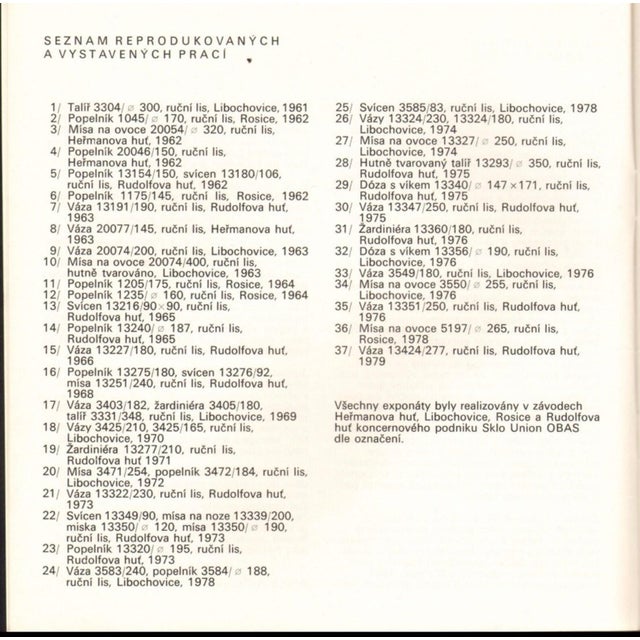 SEZNAM REPRODUKOVANÝCH
A VYSTAVENÝCH PRACÍ
1/ Talíř 3304/ ⌀ 300, ruční lis, Libochovice, 1961
2/ Popelník 1045/ ⌀ 170, ruční lis, Rosice, 1962
3/ Mísa na ovoce 20054/ ⌀ 320, ruční lis,
Heřmanova huť, 1962
4/ Popelník 20046/150, ruční lis,
Heřmanova huť, 1962
5/ Popelník 13154/150, svícen 13180/106,
ruční lis, Rudolfova huť, 1962
6/ Popelník 1175/145, ruční lis, Rosice, 1962
7/ Váza 13191/190, ruční lis, Rudolfova huť,
1963
8/ Váza 20077/145, ruční lis, Heřmanova huť,
1963
9/ Váza 20074/200, ruční lis, Libochovice, 1963
10/ Mísa na ovoce 20074/400, ruční lis,
hutně tvarováno, Libochovice, 1963
11/ Popelník 1205/175, ruční lis, Rosice, 1964
12/ Popelník 1235/ ⌀ 160, ruční lis, Rosice, 1964
13/ Svícen 13216/90×90, ruční lis,
Rudolfova huť, 1965
14/ Popelník 13240/ ⌀ 187, ruční lis,
Rudolfova huť, 1965
15/ Váza 13227/180, ruční lis, Rudolfova huť,
1966
16/ Popelník 13275/180, svícen 13276/92,
mísa 13251/240, ruční lis, Rudolfova huť,
1968
17/ Váza 3403/182, žardiniéra 3405/180,
talíř 3331/348, ruční lis, Libochovice, 1969
18/ Vázy 3425/210, 3425/165, ruční lis,
Libochovice, 1970
19/ Žardiniéra 13277/210, ruční lis,
Rudolfova huť 1971
20/ Mísa 3471/254, popelník 3472/184, ruční lis,
Libochovice, 1972
21/ Váza 13322/230, ruční lis, Rudolfova huť,
1973
22/ Svícen 13349/90, mísa na noze 13339/200,
miska 13350/ ⌀ 120, mísa 13350/ ⌀ 190,
ruční lis, Rudolfova huť, 1973
23/ Popelník 13320/ ⌀ 195, ruční lis,
Rudolfova huť, 1973
24/ Váza 3583/240, popelník 3584/ ⌀ 188,
ruční lis, Libochovice, 1978
25/ Svícen 3585/83, ruční lis, Libochovice, 1978
26/ Vázy 13324/230, 13324/180, ruční lis,
Libochovice, 1974
27/ Mísa na ovoce 13327/ ⌀ 250, ruční lis,
Libochovice, 1974
28/ Hutně tvarovaný talíř 13293/ ⌀ 350, ruční lis,
Rudolfova huť, 1975
29/ Dóza s víkem 13340/ ⌀ 147×171, ruční lis,
Rudolfova huť, 1975
30/ Váza 13347/250, ruční lis, Rudolfova huť,
1975
31/ Žardiniéra 13360/180, ruční lis,
Rudolfova huť, 1976
32/ Dóza s víkem 13356/ ⌀ 190, ruční lis,
Libochovice, 1976
33/ Váza 3549/180, ruční lis, Libochovice, 1976
34/ Mísa na ovoce 3550/ ⌀ 255, ruční lis,
Libochovice, 1976
35/ Váza 13351/250, ruční lis, Rudolfova huť,
1976
36/ Mísa na ovoce 5197/ ⌀ 265, ruční lis,
Rosice, 1978
37/ Váza 13424/277, ruční lis, Rudolfova huť,
1979
Všechny exponáty byly realizovány v závodech
Heřmanova huť, Libochovice, Rosice a Rudolfova
huť koncernového podniku Sklo Union OBAS
dle označení.